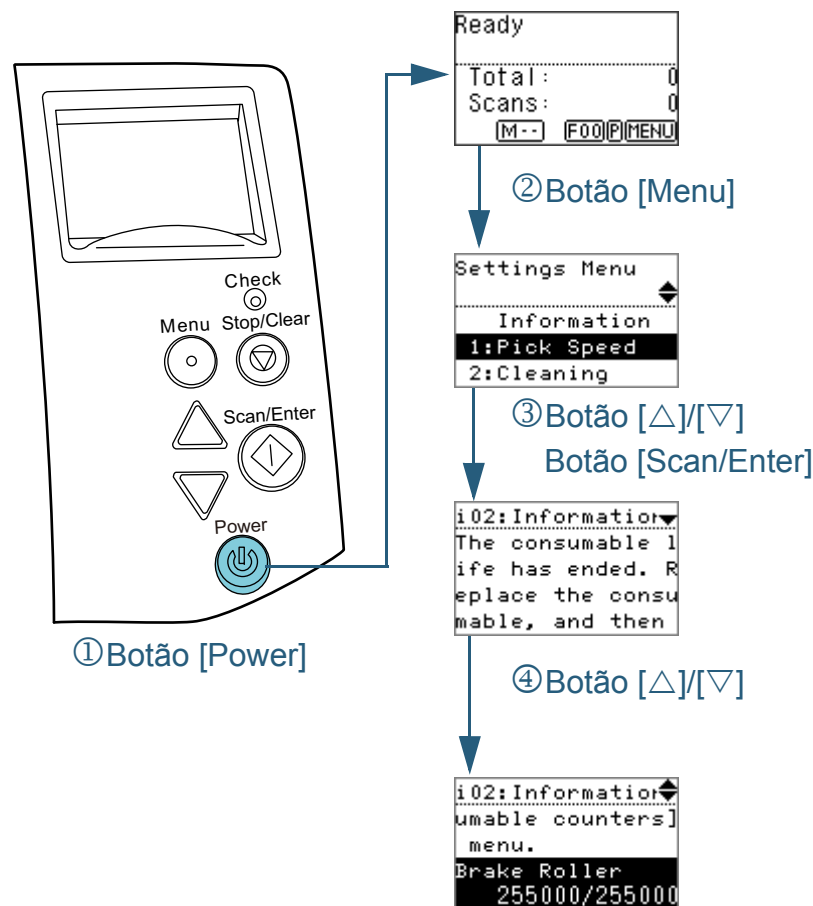 Ready
Total: 0
Scans: 0
M-- F00 P MENU
②Botão [Menu]
Settings Menu
Information
1:Pick Speed
2:Cleaning
③Botão [△]/[▽]
Botão [Scan/Enter]
i02:Information
The consumable l
ife has ended. R
eplace the consu
mable, and then
④Botão [△]/[▽]
i02:Information
umable counters]
menu.
Brake Roller
255000/255000
Check
Menu Stop/Clear
Scan/Enter
Power
①Botão [Power]